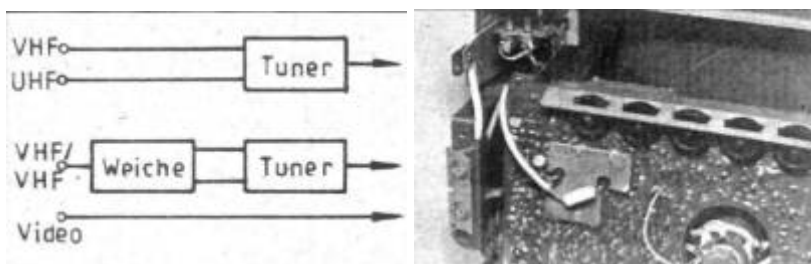 VHF
UHF
Tuner
VHF/
VHF
Weiche
Tuner
Video